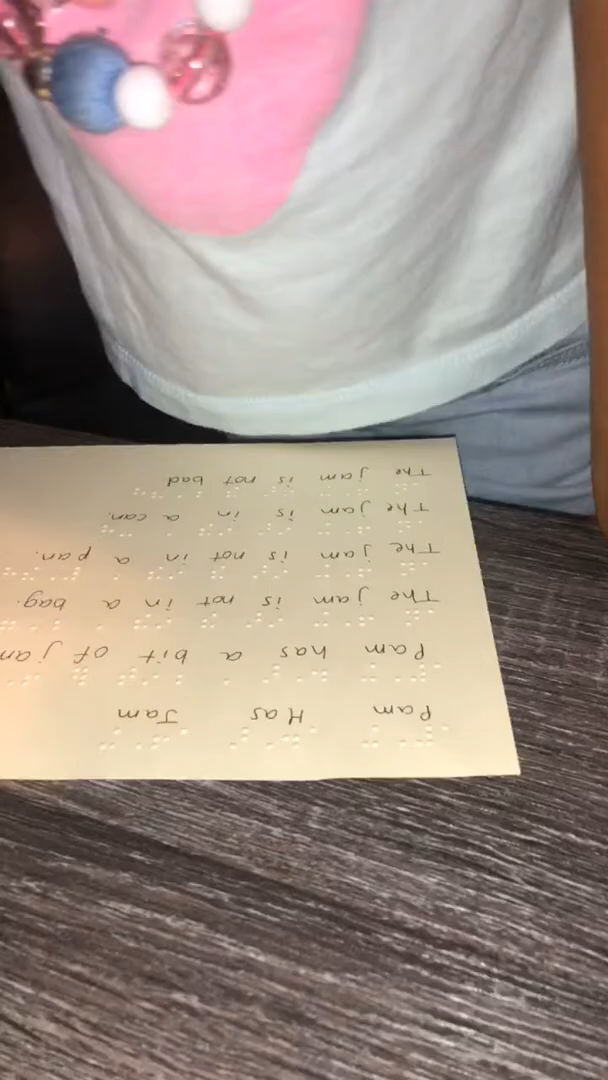 Pam Has Jam
Pam has a bit of jam
The jam is not in a bag.
The jam is not in a pan.
The jam is in a can.
The jam is not bad